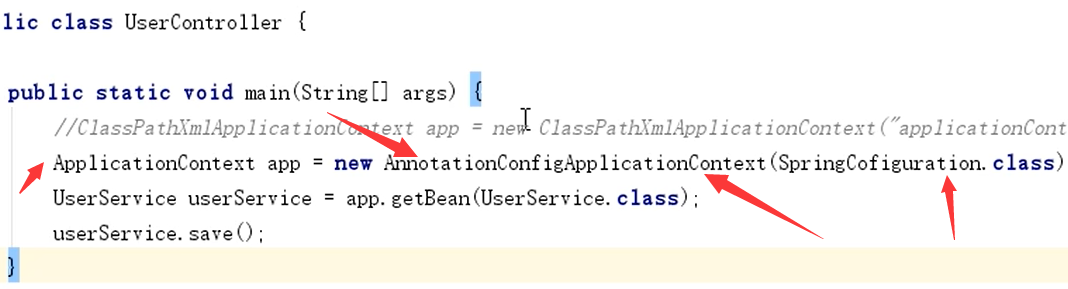 lic class UserController {
public static void main(String[] args) {
//ClassPathXmlApplicationContext app = new ClassPathXmlApplicationContext("applicationCont
ApplicationContext app = new AnnotationConfigApplicationContext(SpringCofiguration.class)
UserService userService = app.getBean(UserService.class);
userService.save();
}